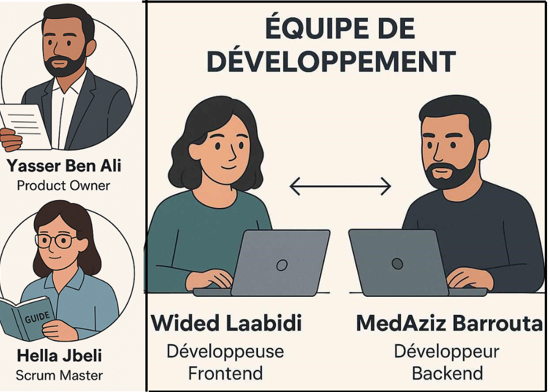 Yasser Ben Ali
Product Owner
GUIDE
Hella Jbeli
Scrum Master
ÉQUIPE DE
DÉVELOPPEMENT
Wided Laabidi
Développeuse
Frontend
MedAziz Barrouta
Développeur
Backend